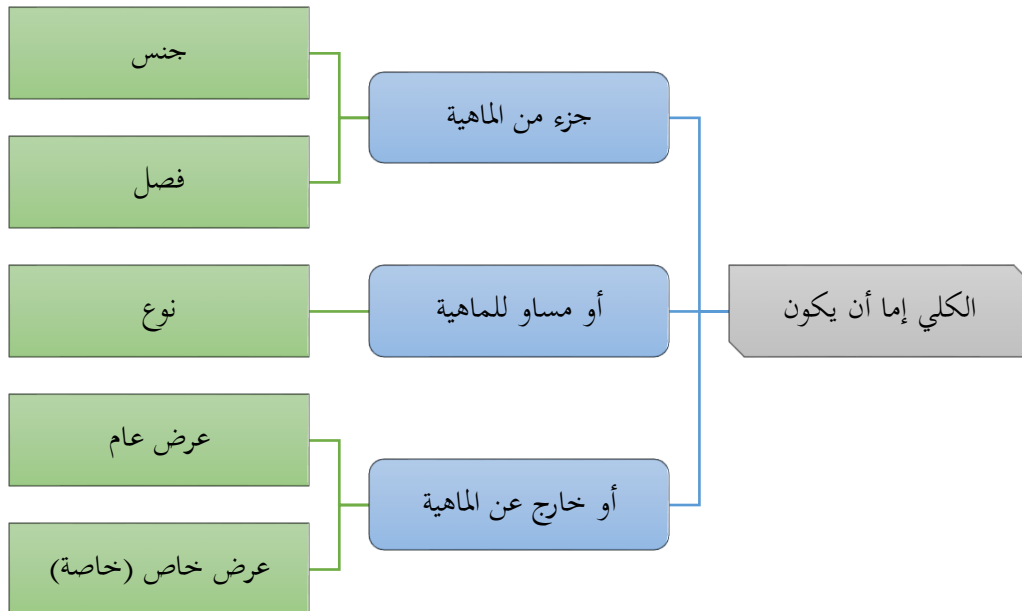 الكلي إما أن يكون
جزء من الماهية
جنس
فصل
أو مساو للماهية
نوع
أو خارج عن الماهية
عرض عام
عرض خاص (خاصة)